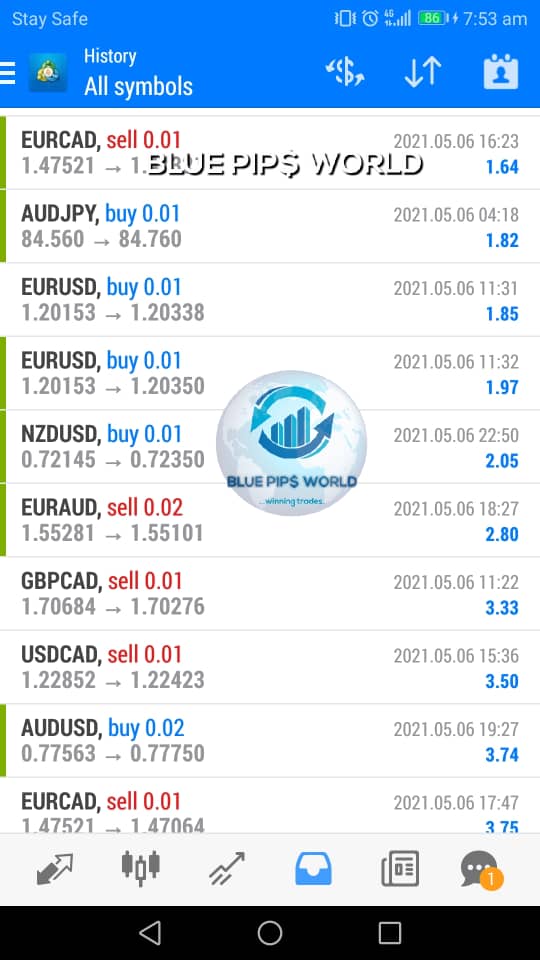 Stay Safe
4G
86
7:53 am
History
All symbols
EURCAD, sell 0.01
2021.05.06 16:23
1.47521 →
1.64
BLUE PIP$ WORLD
AUDJPY, buy 0.01
2021.05.06 04:18
84.560 → 84.760
1.82
EURUSD, buy 0.01
2021.05.06 11:31
1.20153 → 1.20338
1.85
EURUSD, buy 0.01
2021.05.06 11:32
1.20153 → 1.20350
1.97
NZDUSD, buy 0.01
2021.05.06 22:50
0.72145 → 0.72350
2.05
BLUE PIP$ WORLD
...winning trades..
EURAUD, sell 0.02
2021.05.06 18:27
1.55281 → 1.55101
2.80
GBPCAD, sell 0.01
2021.05.06 11:22
1.70684 → 1.70276
3.33
USDCAD, sell 0.01
2021.05.06 15:36
1.22852 → 1.22423
3.50
AUDUSD, buy 0.02
2021.05.06 19:27
0.77563 → 0.77750
3.74
EURCAD, sell 0.01
2021.05.06 17:47
1.47521 → 1.47064
3.75
1